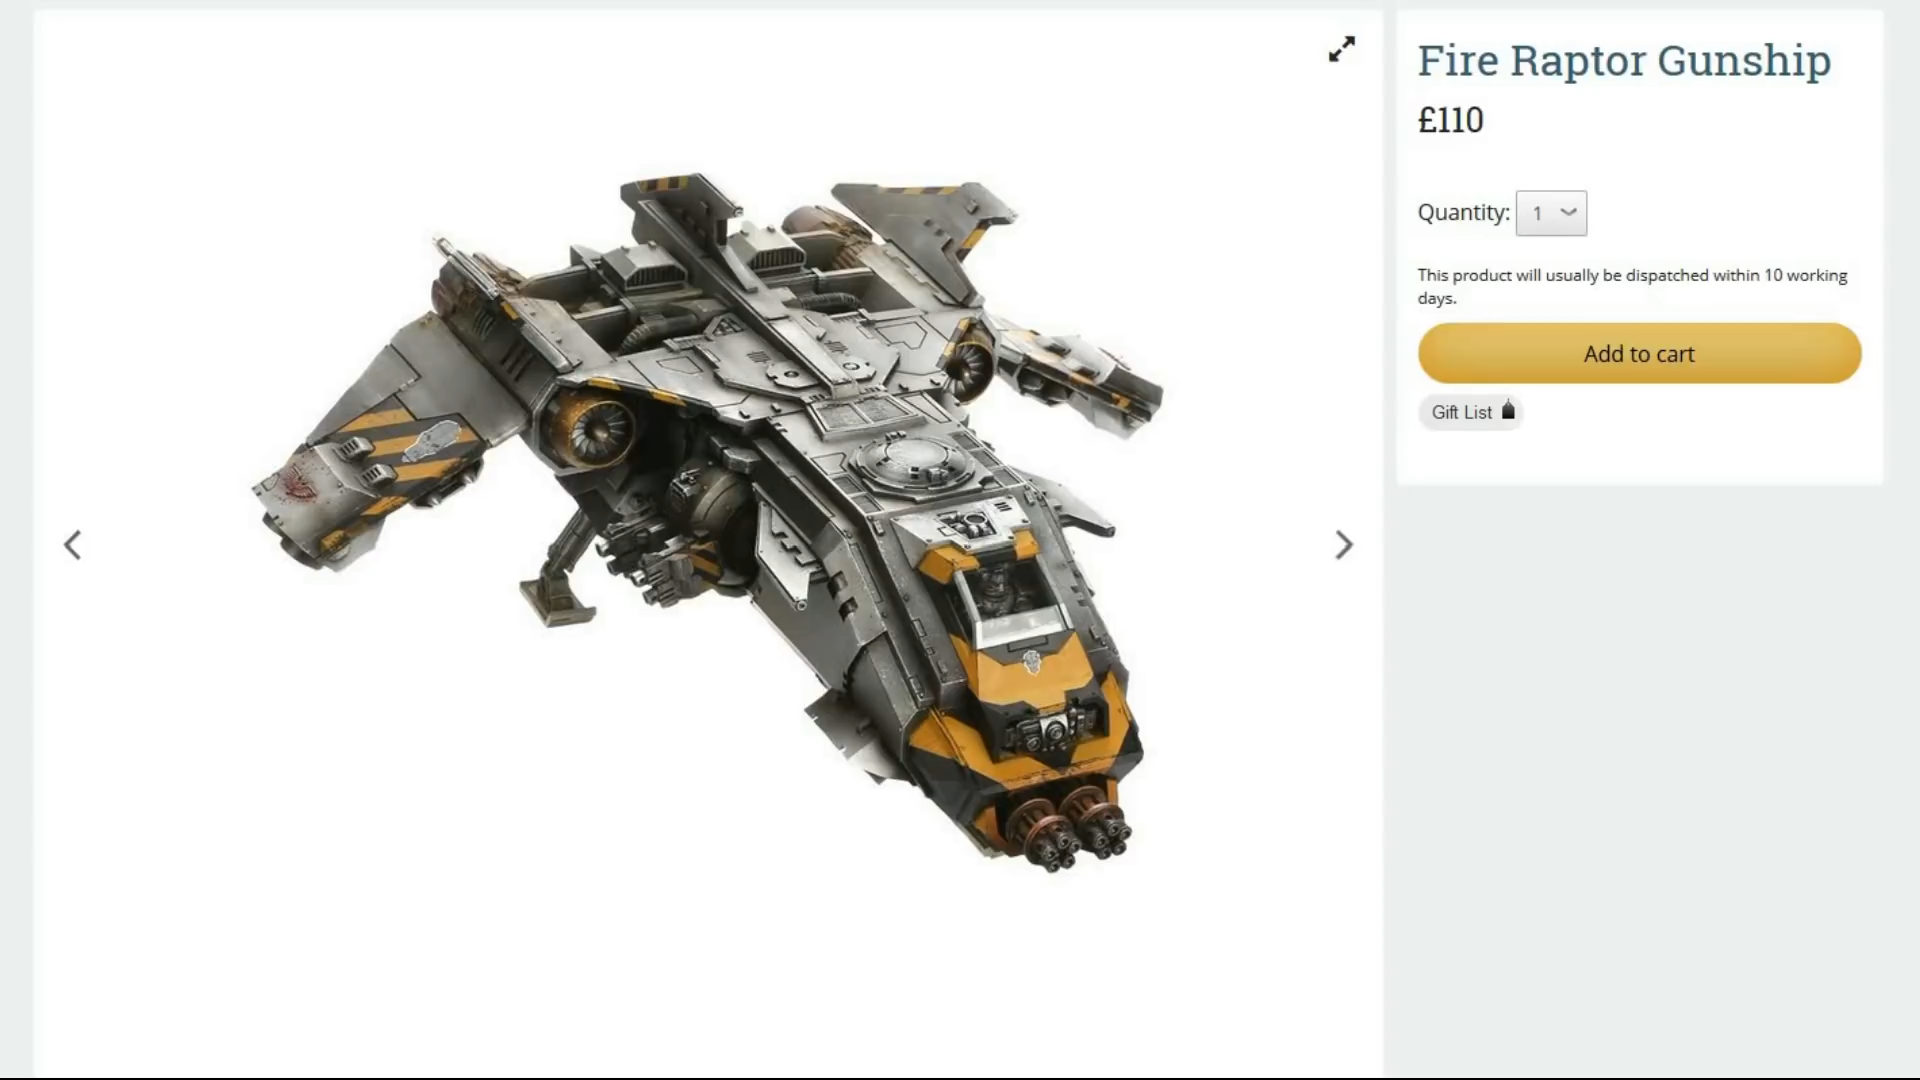 Fire Raptor Gunship
£110
Quantity: 1
This product will usually be dispatched within 10 working
days.
Add to cart
Gift List